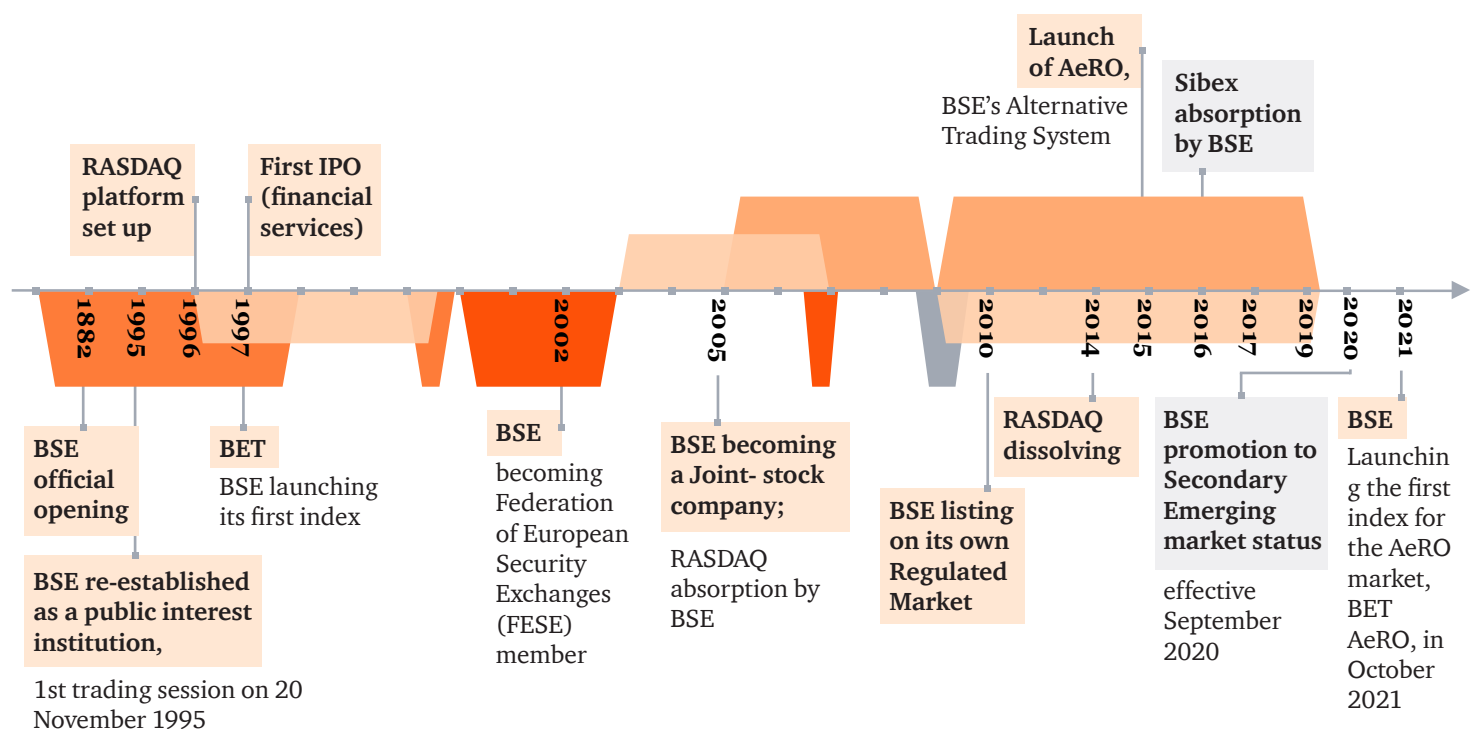 Launch
of AeRO,
BSE's Alternative
Trading System
Sibex
absorption
by BSE
RASDAQ
platform
set up
First IPO
(financial
services)
1882
1995
1996
1997
2002
2005
2010
2014
2015
2016
2017
2019
2020
2021
BSE
official
opening
BSE re-established
as a public interest
institution,
1st trading session on 20
November 1995
BET
BSE launching
its first index
BSE
becoming
Federation
of European
Security
Exchanges
(FESE)
member
BSE becoming
a Joint- stock
company;
RASDAQ
absorption by
BSE
BSE listing
on its own
Regulated
Market
RASDAQ
dissolving
BSE
promotion to
Secondary
Emerging
market status
effective
September
2020
BSE
Launchin
g the first
index for
the AeRO
market,
BET
AeRO, in
October
2021